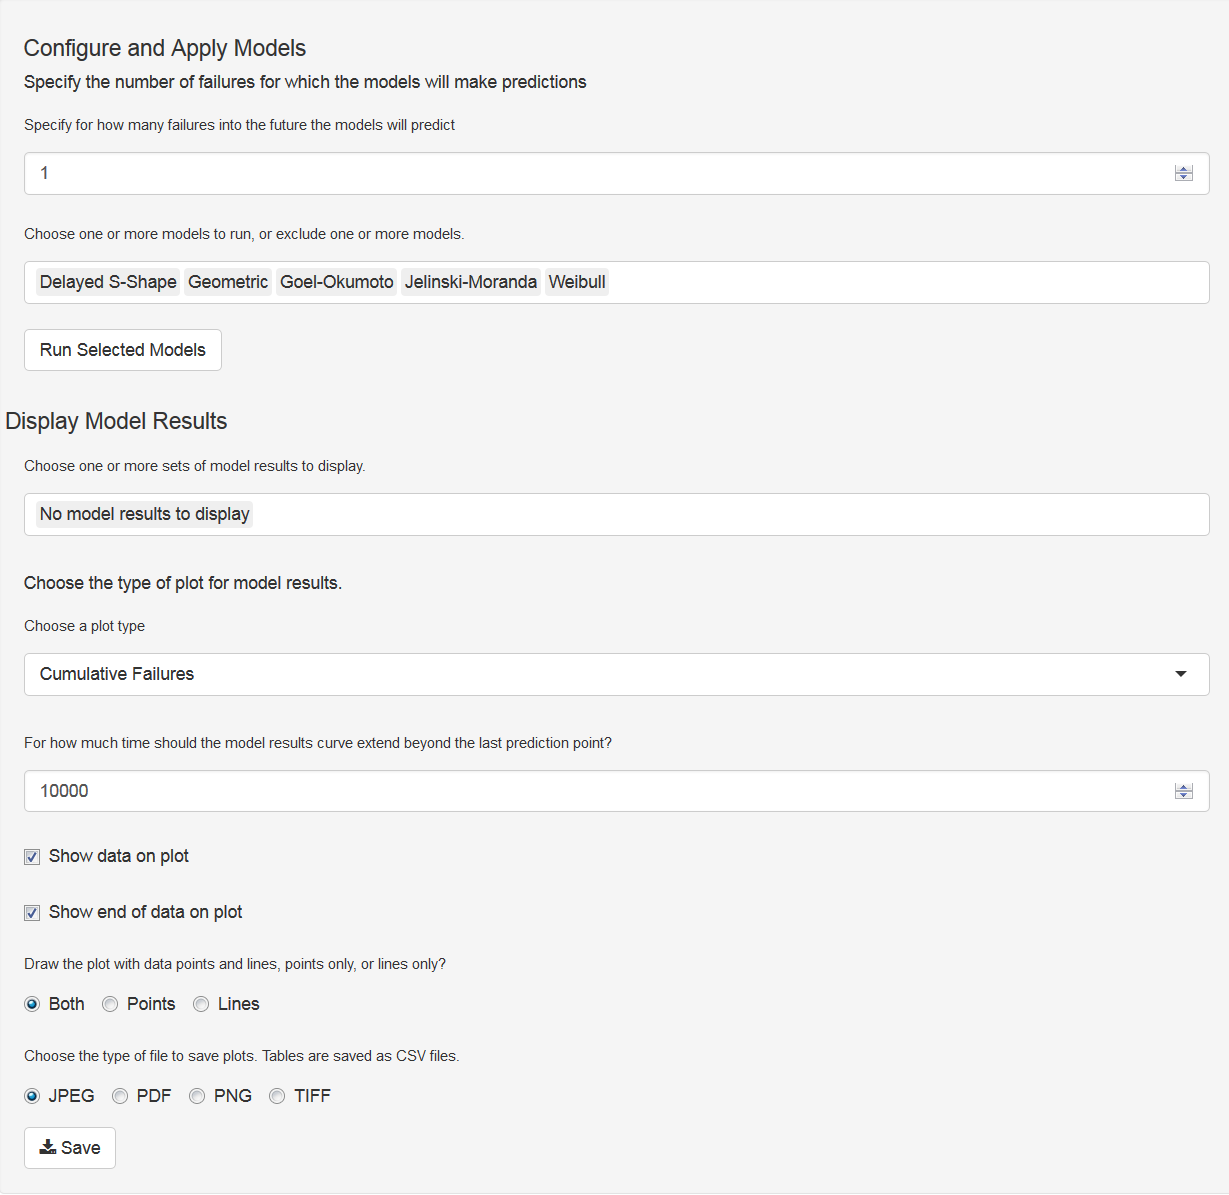 Configure and Apply Models
Specify the number of failures for which the models will make predictions
Specify for how many failures into the future the models will predict
1
Choose one or more models to run, or exclude one or more models.
Delayed S-Shape Geometric Goel-Okumoto Jelinski-Moranda Weibull
Run Selected Models
Display Model Results
Choose one or more sets of model results to display.
No model results to display
Choose the type of plot for model results.
Choose a plot type
Cumulative Failures
For how much time should the model results curve extend beyond the last prediction point?
10000
Show data on plot
Show end of data on plot
Draw the plot with data points and lines, points only, or lines only?
Both Points Lines
Choose the type of file to save plots. Tables are saved as CSV files.
JPEG PDF PNG TIFF
Save